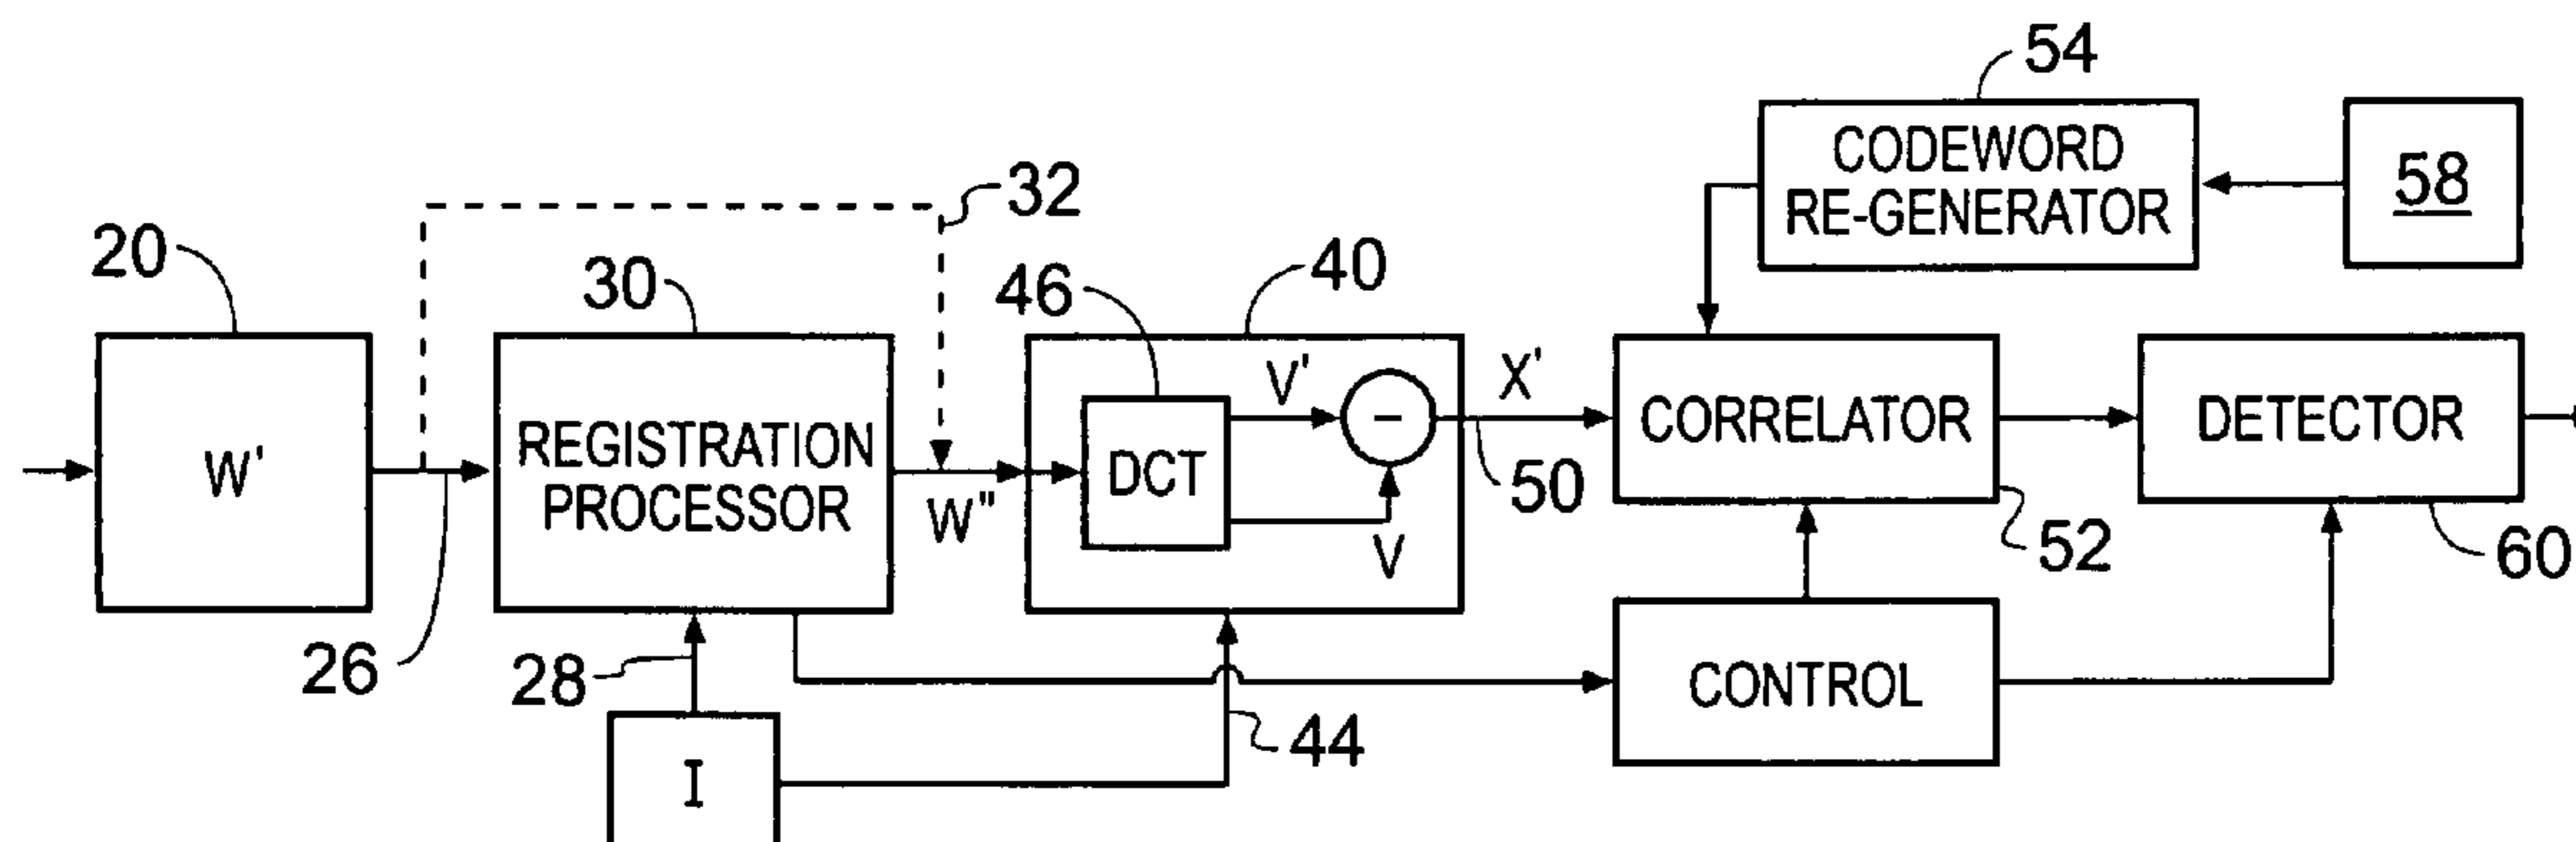 54
CODEWORD
RE-GENERATOR
58
32
20
30
46
40
W'
REGISTRATION
PROCESSOR
W"
DCT
V'
-
V
X'
50
CORRELATOR
52
DETECTOR
60
26
28
I
44
CONTROL